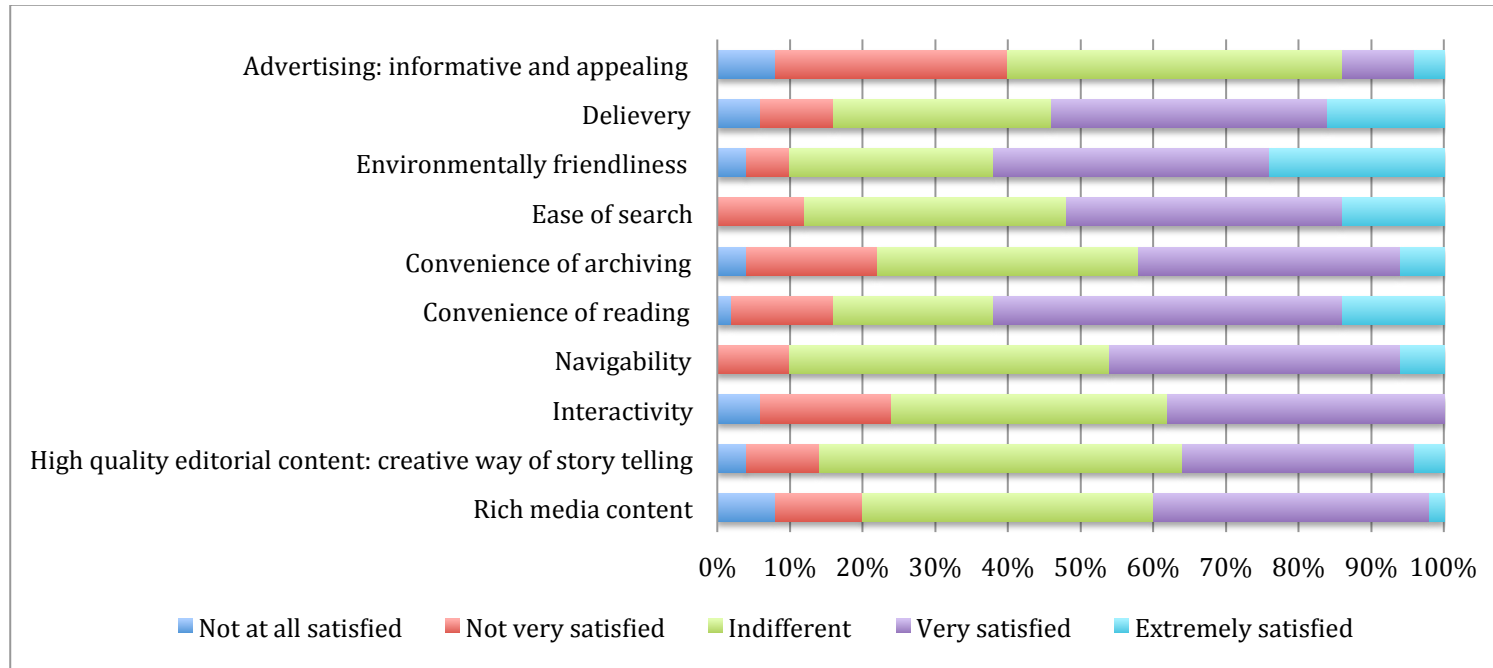 Advertising: informative and appealing
Delievery
Environmentally friendliness
Ease of search
Convenience of archiving
Convenience of reading
Navigability
Interactivity
High quality editorial content: creative way of story telling
Rich media content
0% 10% 20% 30% 40% 50% 60% 70% 80% 90% 100%
Not at all satisfied Not very satisfied Indifferent Very satisfied Extremely satisfied